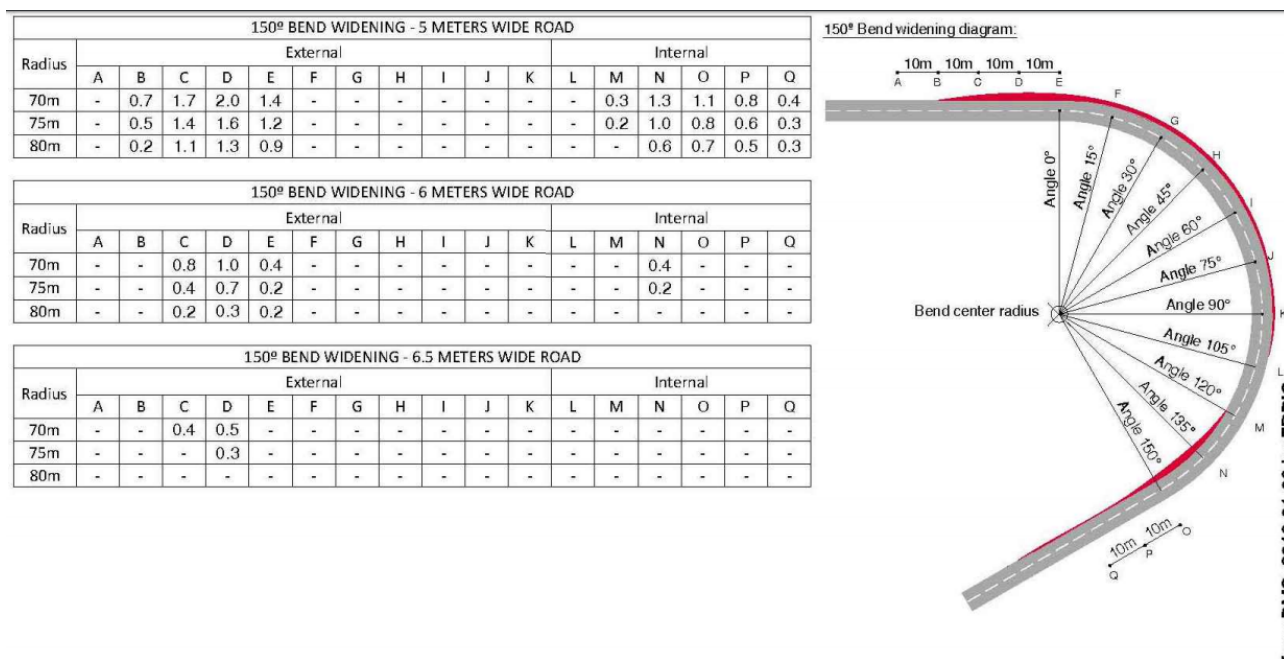 150º BEND WIDENING - 5 METERS WIDE ROAD
Radius External Internal
A B C D E F G H I J K L M N O P Q
70m - 0.7 1.7 2.0 1.4 - - - - - - - 0.3 1.3 1.1 0.8 0.4
75m - 0.5 1.4 1.6 1.2 - - - - - - - 0.2 1.0 0.8 0.6 0.3
80m - 0.2 1.1 1.3 0.9 - - - - - - - - 0.6 0.7 0.5 0.3
150º BEND WIDENING - 6 METERS WIDE ROAD
Radius External Internal
A B C D E F G H I J K L M N O P Q
70m - - 0.8 1.0 0.4 - - - - - - - - 0.4 - - -
75m - - 0.4 0.7 0.2 - - - - - - - - 0.2 - - -
80m - - 0.2 0.3 0.2 - - - - - - - - - - - -
150º BEND WIDENING - 6.5 METERS WIDE ROAD
Radius External Internal
A B C D E F G H I J K L M N O P Q
70m - - 0.4 0.5 - - - - - - - - - - - - -
75m - - - 0.3 - - - - - - - - - - - - -
80m - - - - - - - - - - - - - - - - -
150º Bend widening diagram:
10m 10m 10m 10m
A B C D E
F
G
H
I
J
K
L
M
N
O
P
Q
10m 10m
Angle 0°
Angle 15°
Angle 30°
Angle 45°
Angle 60°
Angle 75°
Angle 90°
Angle 105°
Angle 120°
Angle 135°
Angle 150°
Bend center radius